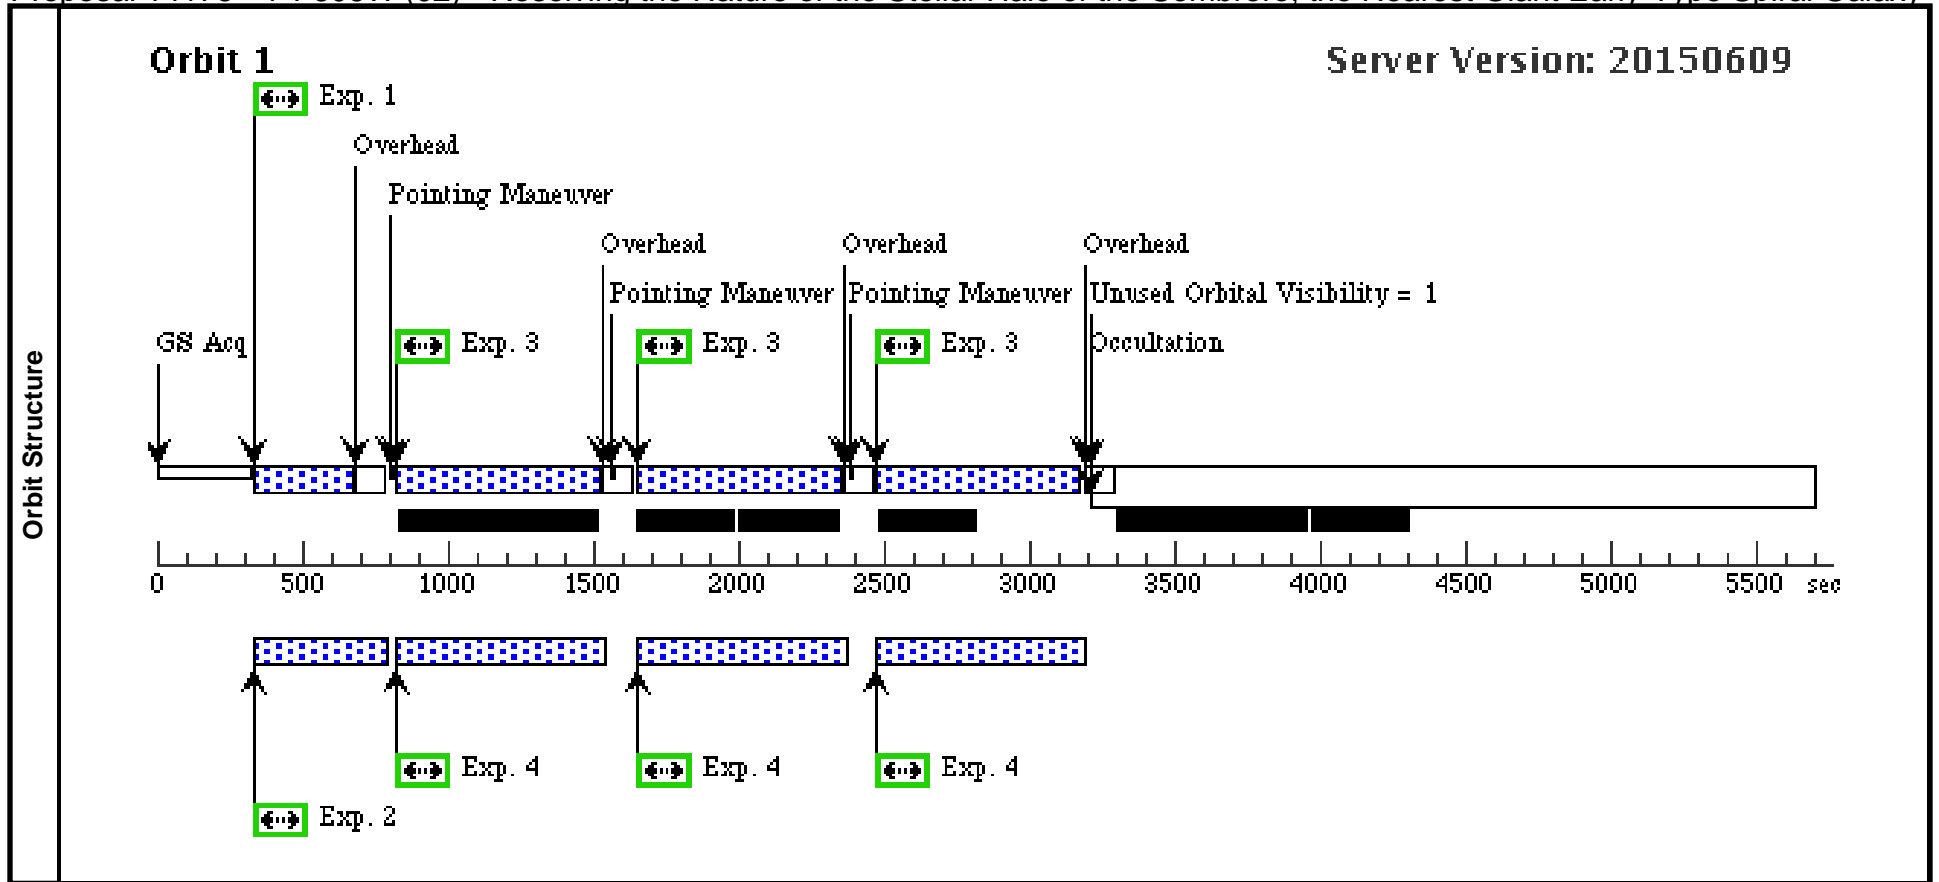 Orbit 1
Server Version: 20150609
Exp. 1
Overhead
Pointing Maneuver
Overhead
Overhead
Overhead
Pointing Maneuver
Pointing Maneuver
Unused Orbital Visibility = 1
GS Acq
Exp. 3
Exp. 3
Exp. 3
Occultation
Orbit Structure
0
500
1000
1500
2000
2500
3000
3500
4000
4500
5000
5500
sec
Exp. 4
Exp. 4
Exp. 4
Exp. 2